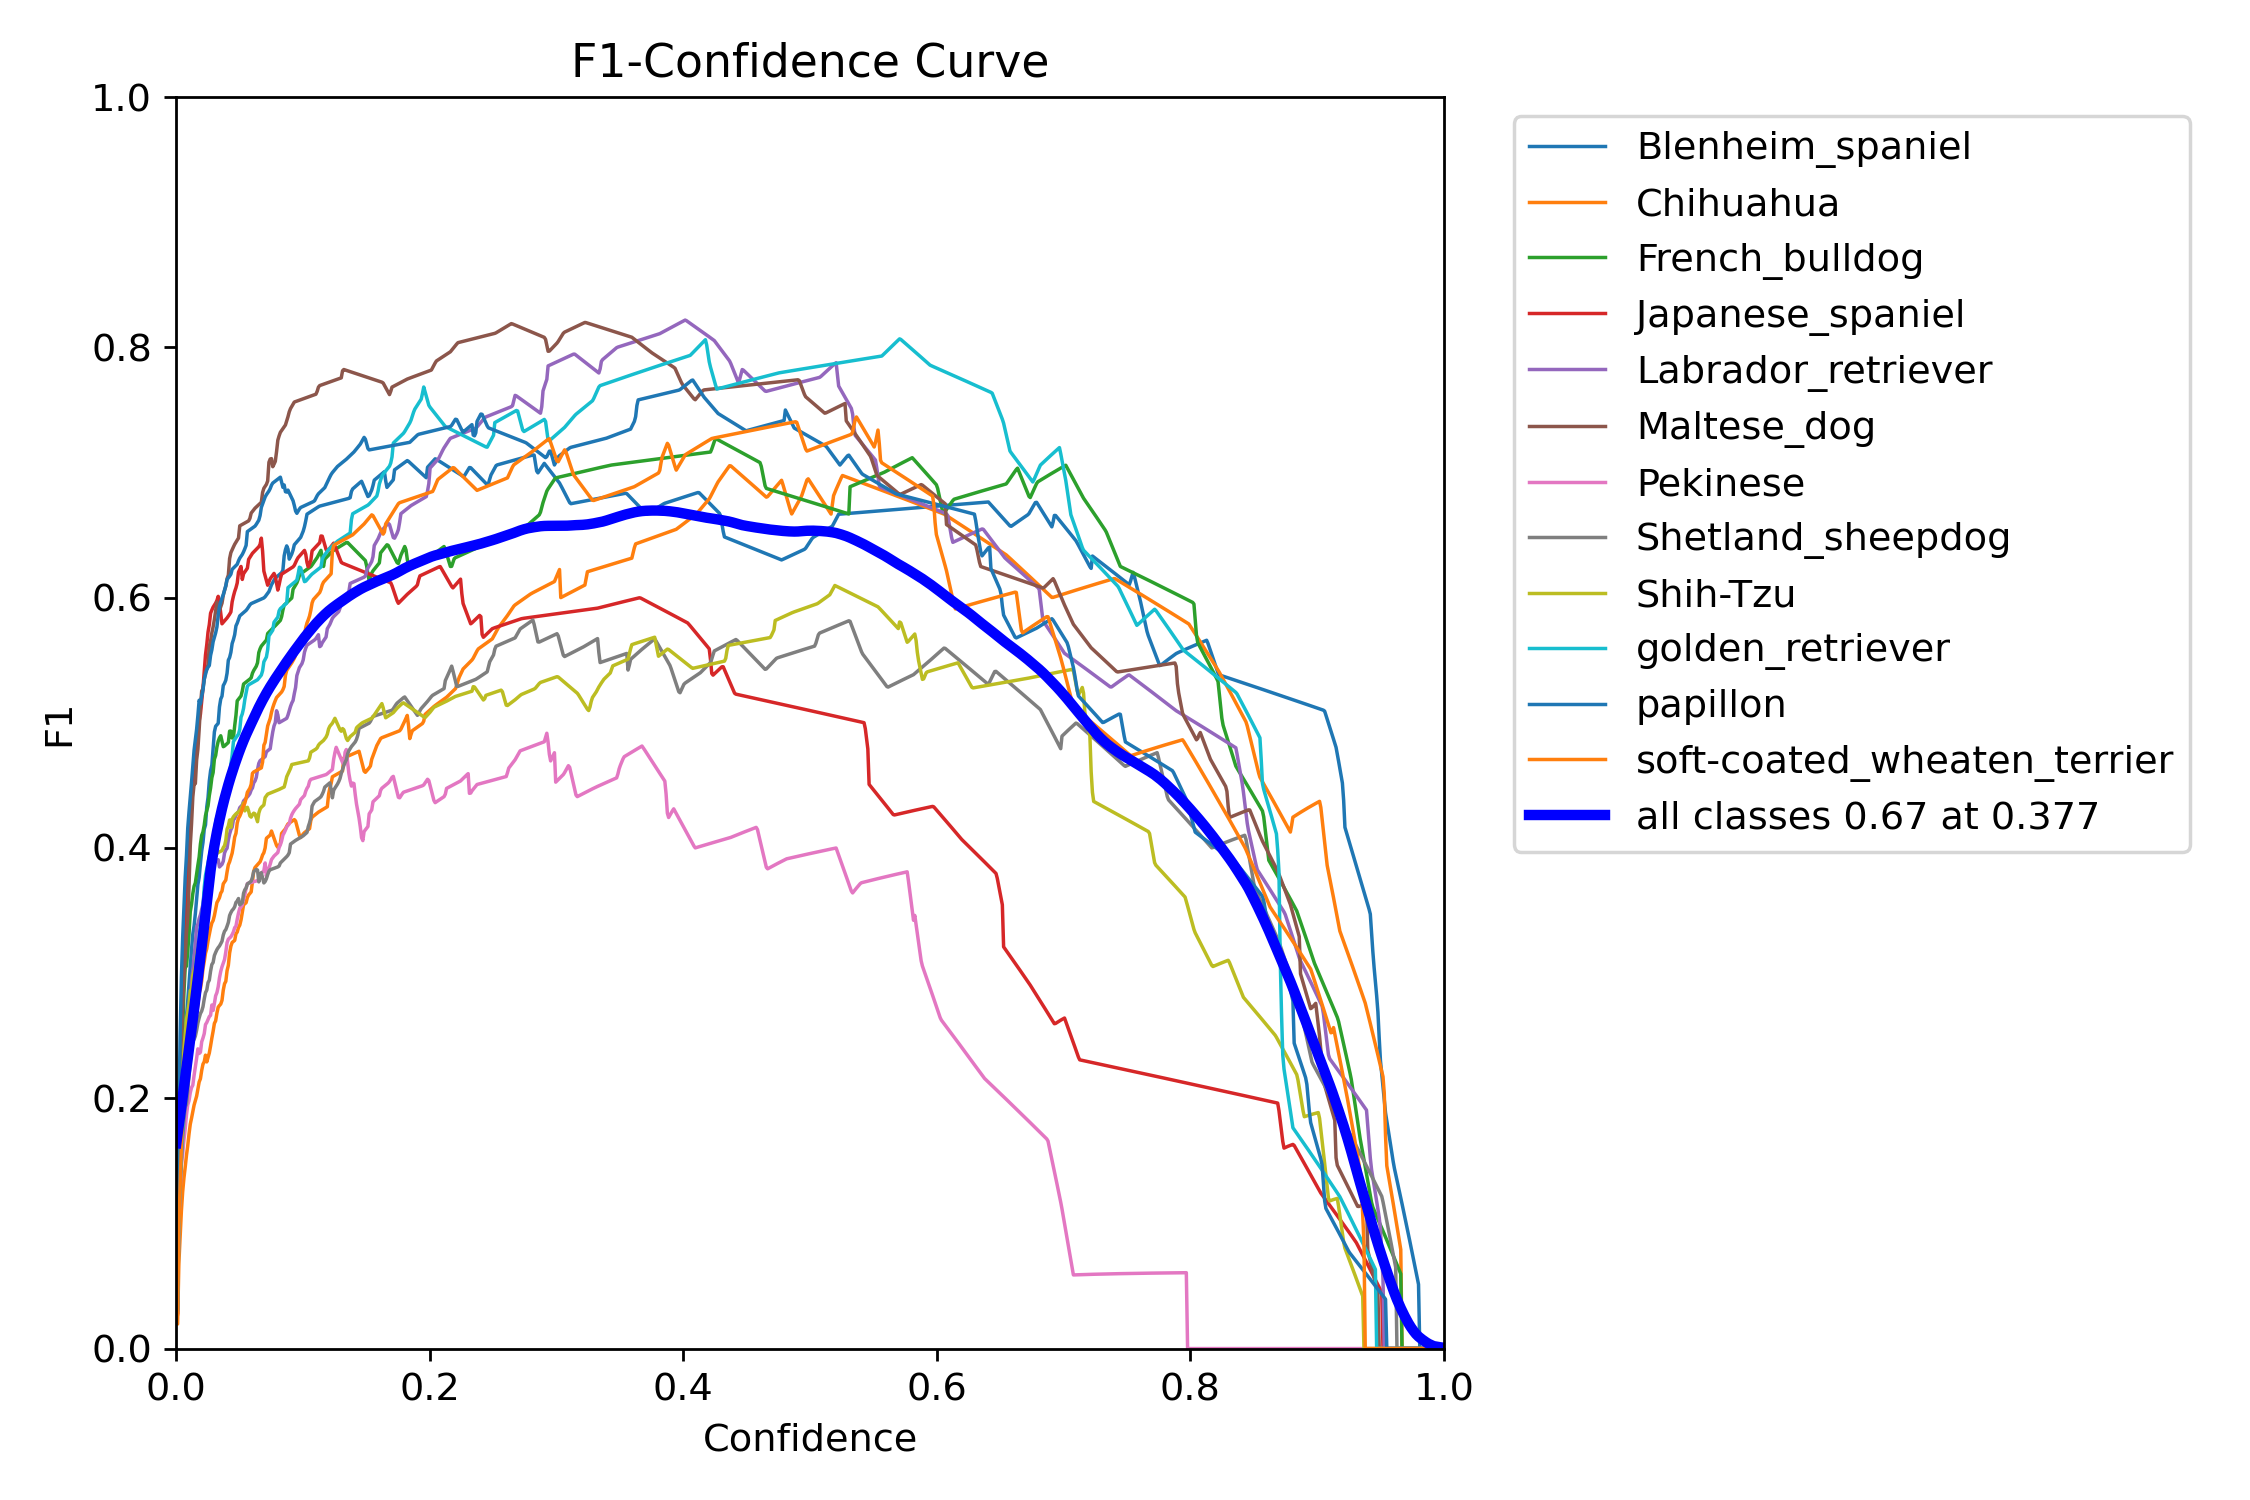 F1-Confidence Curve
1.0
0.8
0.6
0.4
0.2
0.0
F1
0.0 0.2 0.4 0.6 0.8 1.0
Confidence
Blenheim_spaniel
Chihuahua
French_bulldog
Japanese_spaniel
Labrador_retriever
Maltese_dog
Pekinese
Shetland_sheepdog
Shih-Tzu
golden_retriever
papillon
soft-coated_wheaten_terrier
all classes 0.67 at 0.377